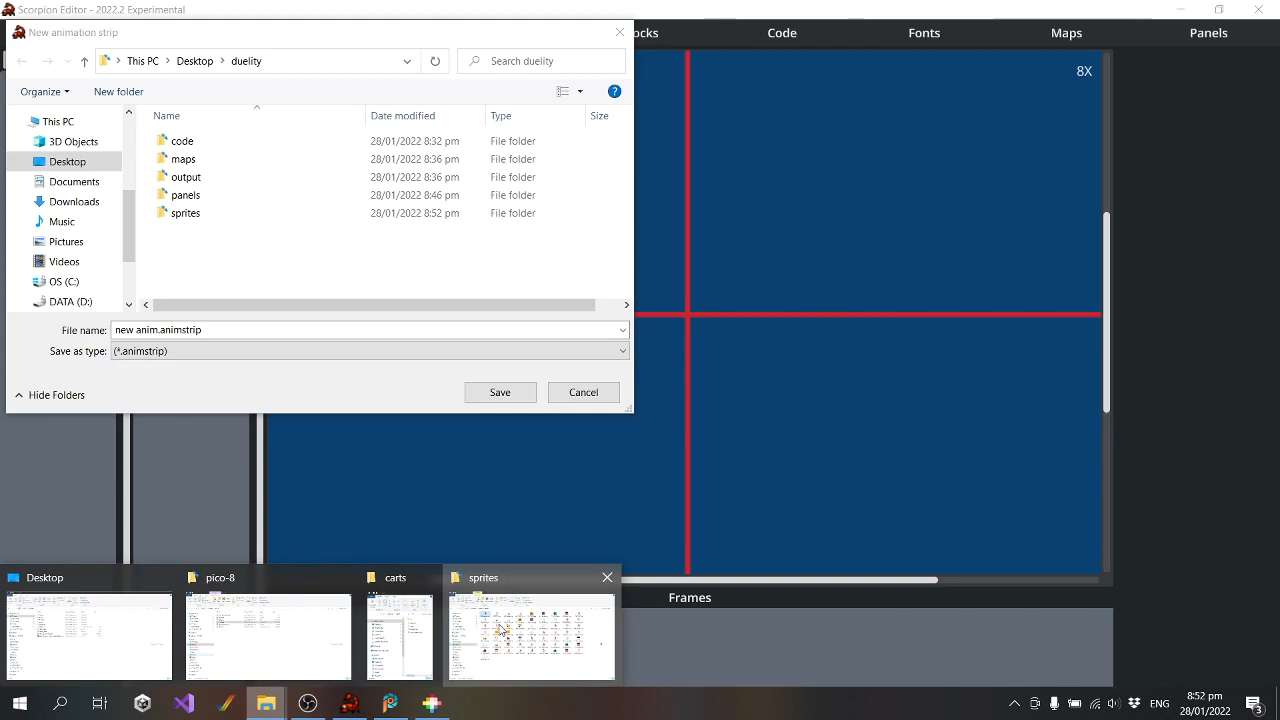 Scorpion Editor - 2022.2 Experimental
New animation strip
ocks
Code
Fonts
Maps
Panels
This PC
Desktop
duelity
Search duelity
8X
Organize
New folder
?
Name
Date modified
Type
Size
This PC
3D Objects
Desktop
Documents
Downloads
Music
Pictures
Videos
OS (C:)
DATA (D:)
code
28/01/2022 8:32 pm
File folder
maps
28/01/2022 8:36 pm
File folder
output
28/01/2022 8:36 pm
File folder
panels
28/01/2022 8:46 pm
File folder
sprites
28/01/2022 8:52 pm
File folder
File name:
new anim.animstrip
Save as type:
(*.animstrip)
Hide Folders
Save
Cancel
Desktop
pico-8
carts
sprites
Frames
ENG
8:52 pm
28/01/2022
3